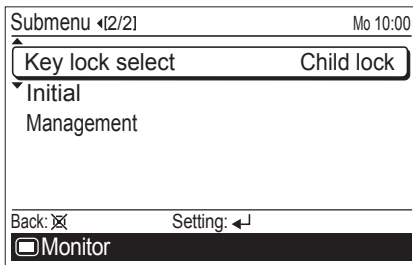 Submenu ◂[2/2] Mo 10:00
Key lock select Child lock
Initial
Management
Back: Setting:
Monitor